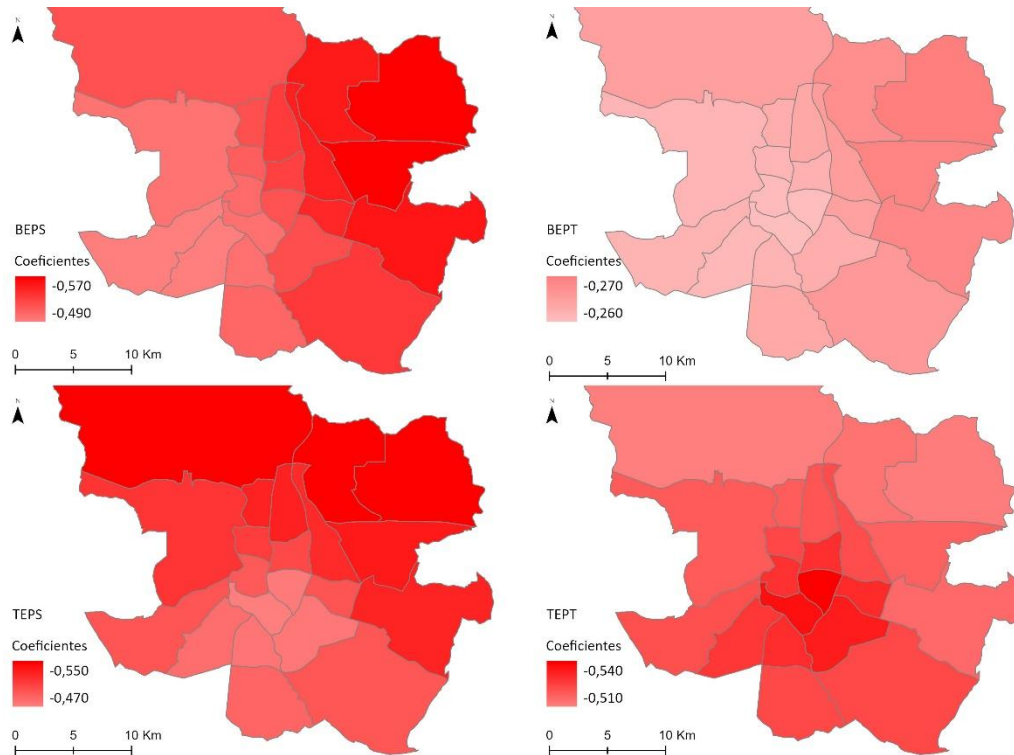 N
BEPS
Coeficientes
-0,570
-0,490
0 5 10 Km
N
BEPT
Coeficientes
-0,270
-0,260
0 5 10 Km
N
TEPS
Coeficientes
-0,550
-0,470
0 5 10 Km
N
TEPT
Coeficientes
-0,540
-0,510
0 5 10 Km